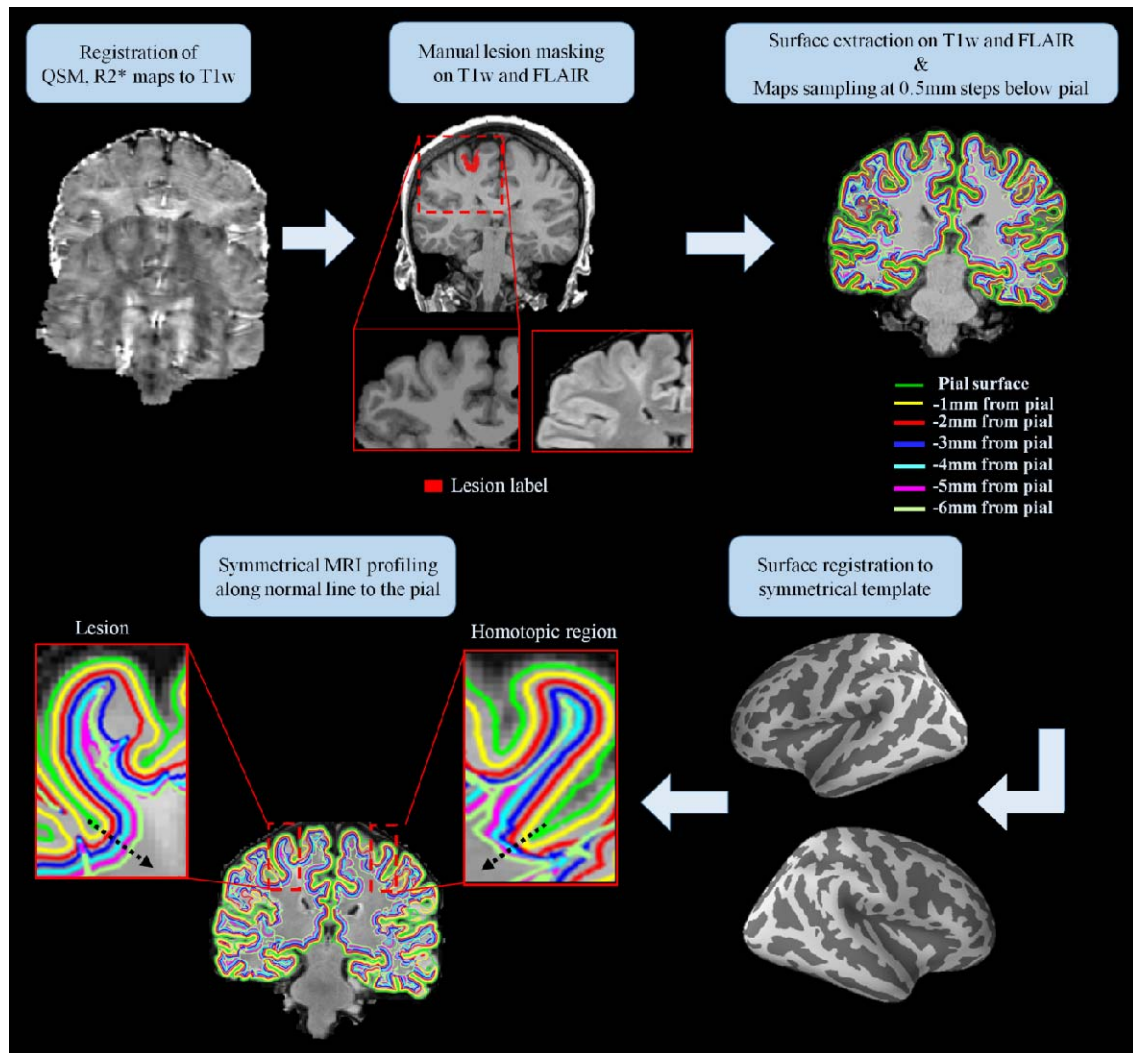 Registration of
QSM, R2* maps to T1w
Manual lesion masking
on T1w and FLAIR
Surface extraction on T1w and FLAIR
&
Maps sampling at 0.5mm steps below pial
Pial surface
-1mm from pial
-2mm from pial
-3mm from pial
-4mm from pial
-5mm from pial
-6mm from pial
Lesion label
Symmetrical MRI profiling
along normal line to the pial
Surface registration to
symmetrical template
Lesion
Homotopic region